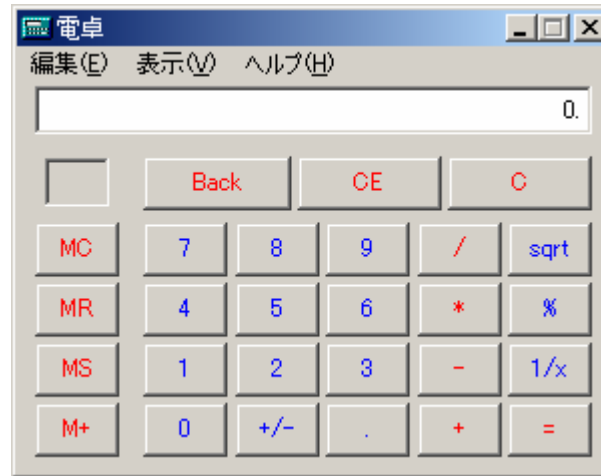 電卓
編集(E) 表示(V) ヘルプ(H)
0.
Back CE C
MC 7 8 9 / sqrt
MR 4 5 6 * %
MS 1 2 3 - 1/x
M+ 0 +/- . + =